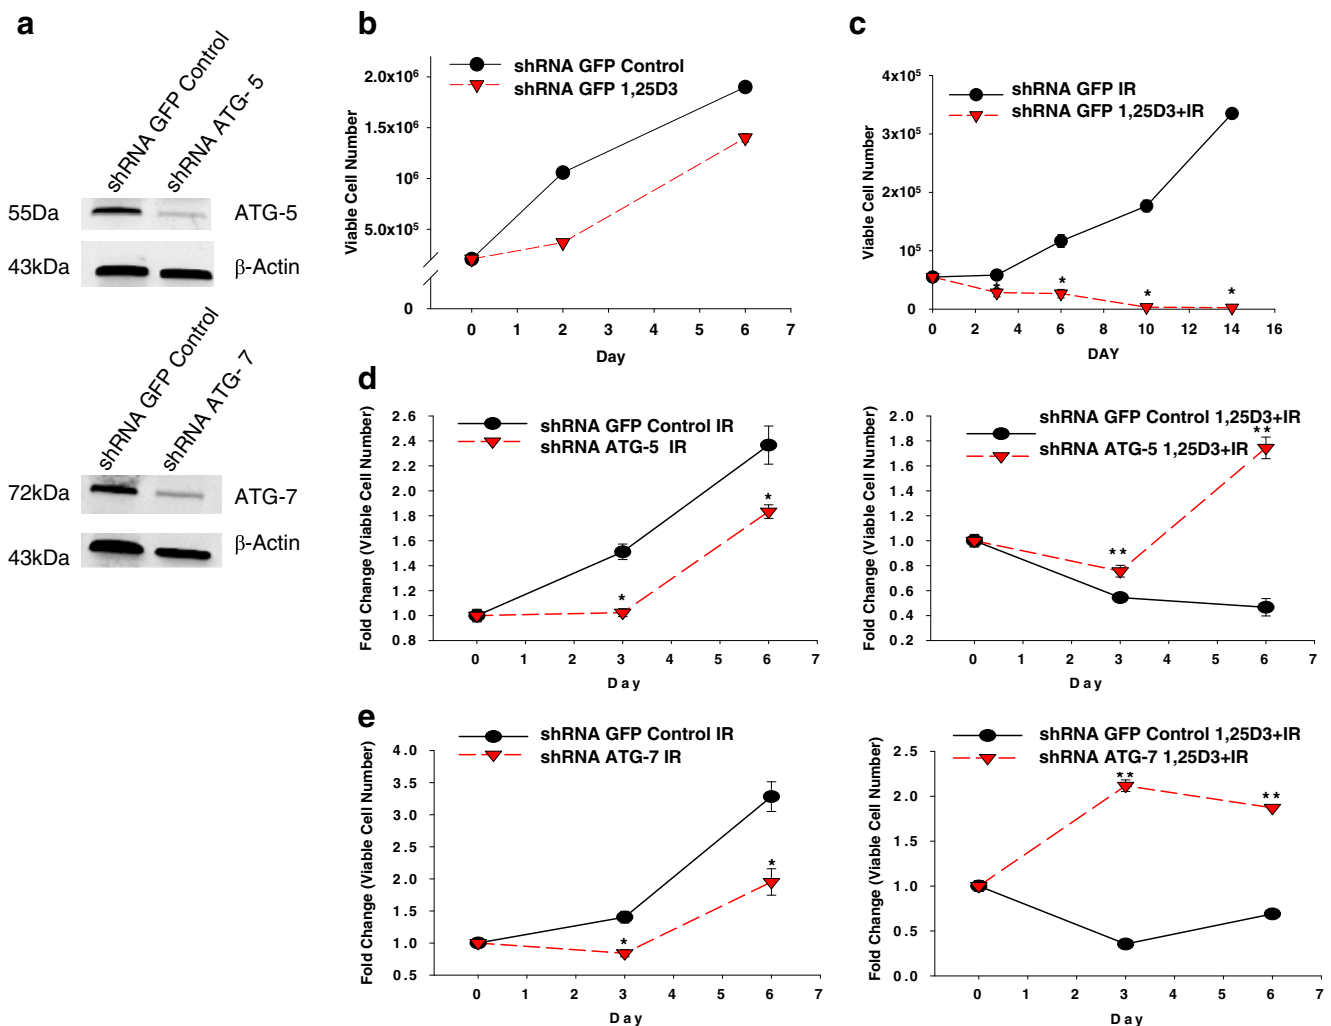 a
shRNA GFP Control
shRNA ATG- 5
55Da
ATG-5
43kDa
β-Actin
shRNA GFP Control
shRNA ATG- 7
72kDa
ATG-7
43kDa
β-Actin
b
shRNA GFP Control
shRNA GFP 1,25D3
Viable Cell Number
2.0x10⁶
1.5x10⁶
10⁶
5.0x10⁵
0
0 1 2 3 4 5 6 7
Day
c
shRNA GFP IR
shRNA GFP 1,25D3+IR
Viable Cell Number
4x10⁵
3x10⁵
2x10⁵
10⁵
0
* * * *
0 2 4 6 8 10 12 14 16
DAY
d
shRNA GFP Control IR
shRNA ATG-5 IR
Fold Change (Viable Cell Number)
2.6
2.4
2.2
2.0
1.8
1.6
1.4
1.2
1.0
0.8
* *
0 1 2 3 4 5 6 7
Day
shRNA GFP Control 1,25D3+IR
shRNA ATG-5 1,25D3+IR
Fold Change (Viable Cell Number)
2.0
1.8
1.6
1.4
1.2
1.0
0.8
0.6
0.4
0.2
** **
0 1 2 3 4 5 6 7
Day
e
shRNA GFP Control IR
shRNA ATG-7 IR
Fold Change (Viable Cell Number)
4.0
3.5
3.0
2.5
2.0
1.5
1.0
0.5
* *
0 1 2 3 4 5 6 7
Day
shRNA GFP Control 1,25D3+IR
shRNA ATG-7 1,25D3+IR
Fold Change (Viable Cell Number)
2.5
2.0
1.5
1.0
0.5
0.0
** **
0 1 2 3 4 5 6 7
Day